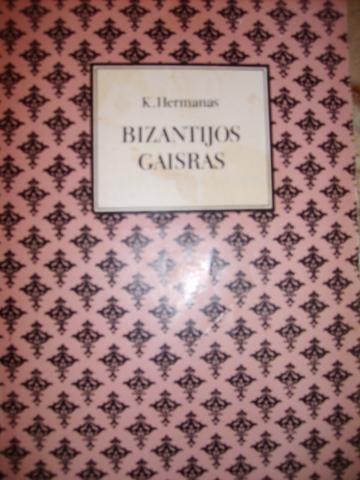 K. Hermanas
BIZANTIJOS
GAISRAS